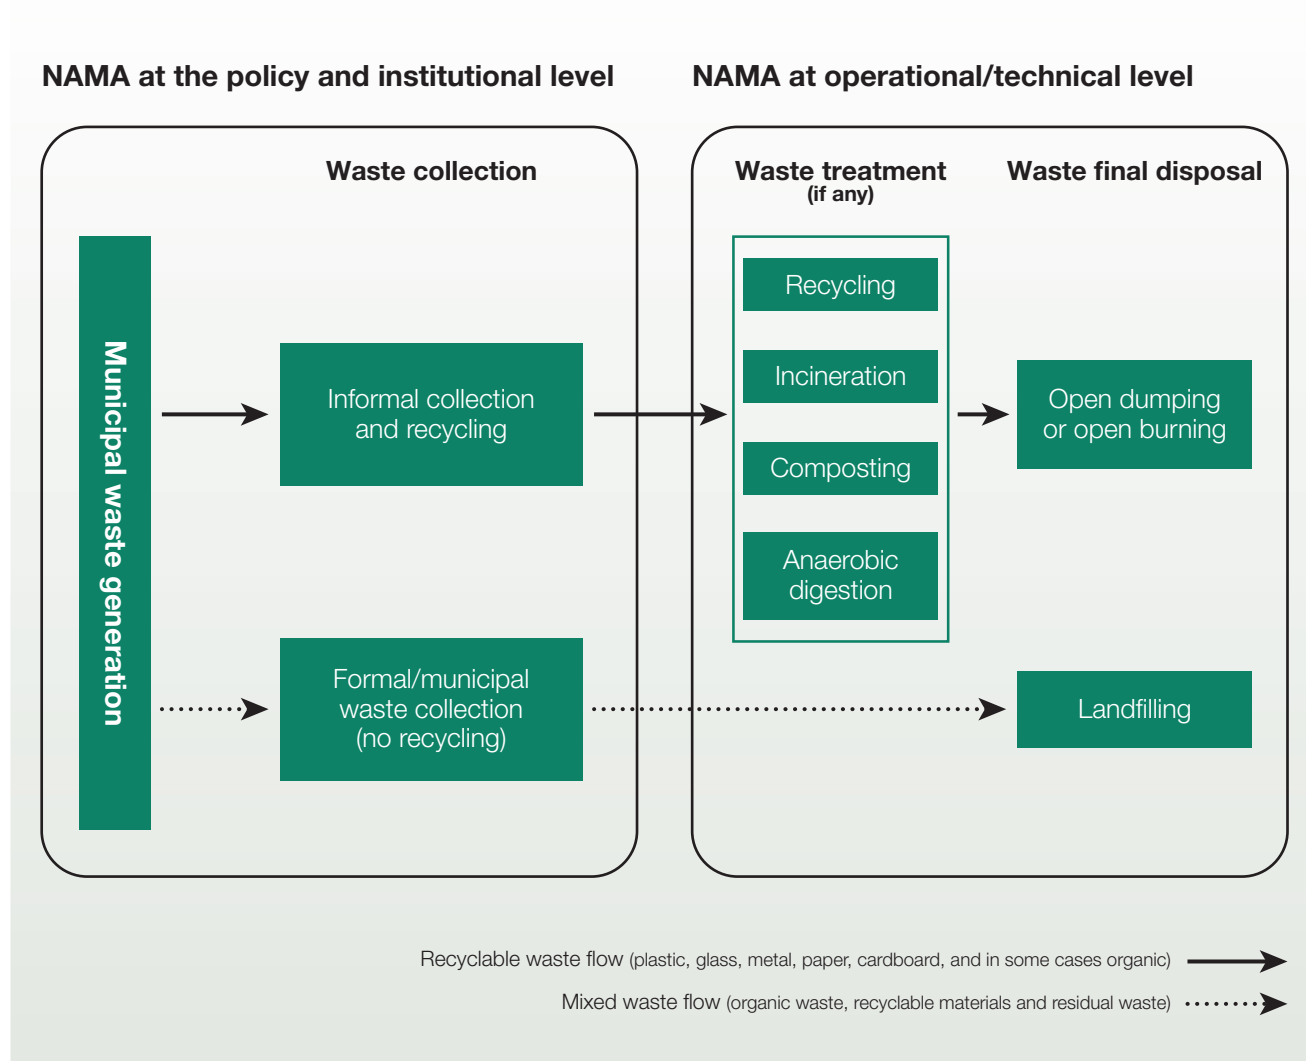 NAMA at the policy and institutional level
NAMA at operational/technical level
Waste collection
Waste treatment
(if any)
Waste final disposal
Municipal waste generation
Informal collection
and recycling
Formal/municipal
waste collection
(no recycling)
Recycling
Incineration
Composting
Anaerobic
digestion
Open dumping
or open burning
Landfilling
Recyclable waste flow (plastic, glass, metal, paper, cardboard, and in some cases organic)
Mixed waste flow (organic waste, recyclable materials and residual waste)